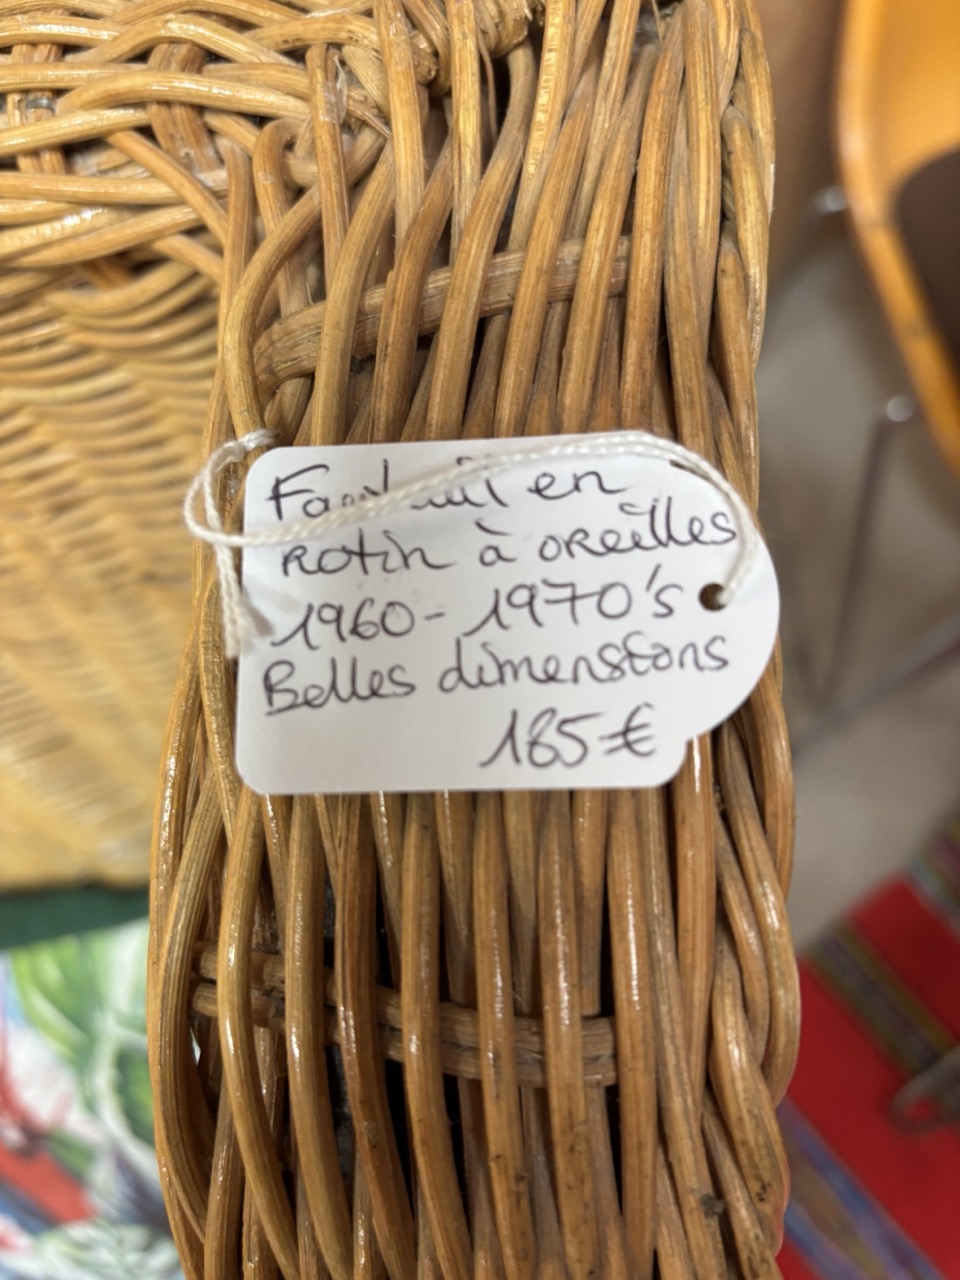 Fauteuil en
rotin à oreilles
1960-1970's
Belles dimensions
185€